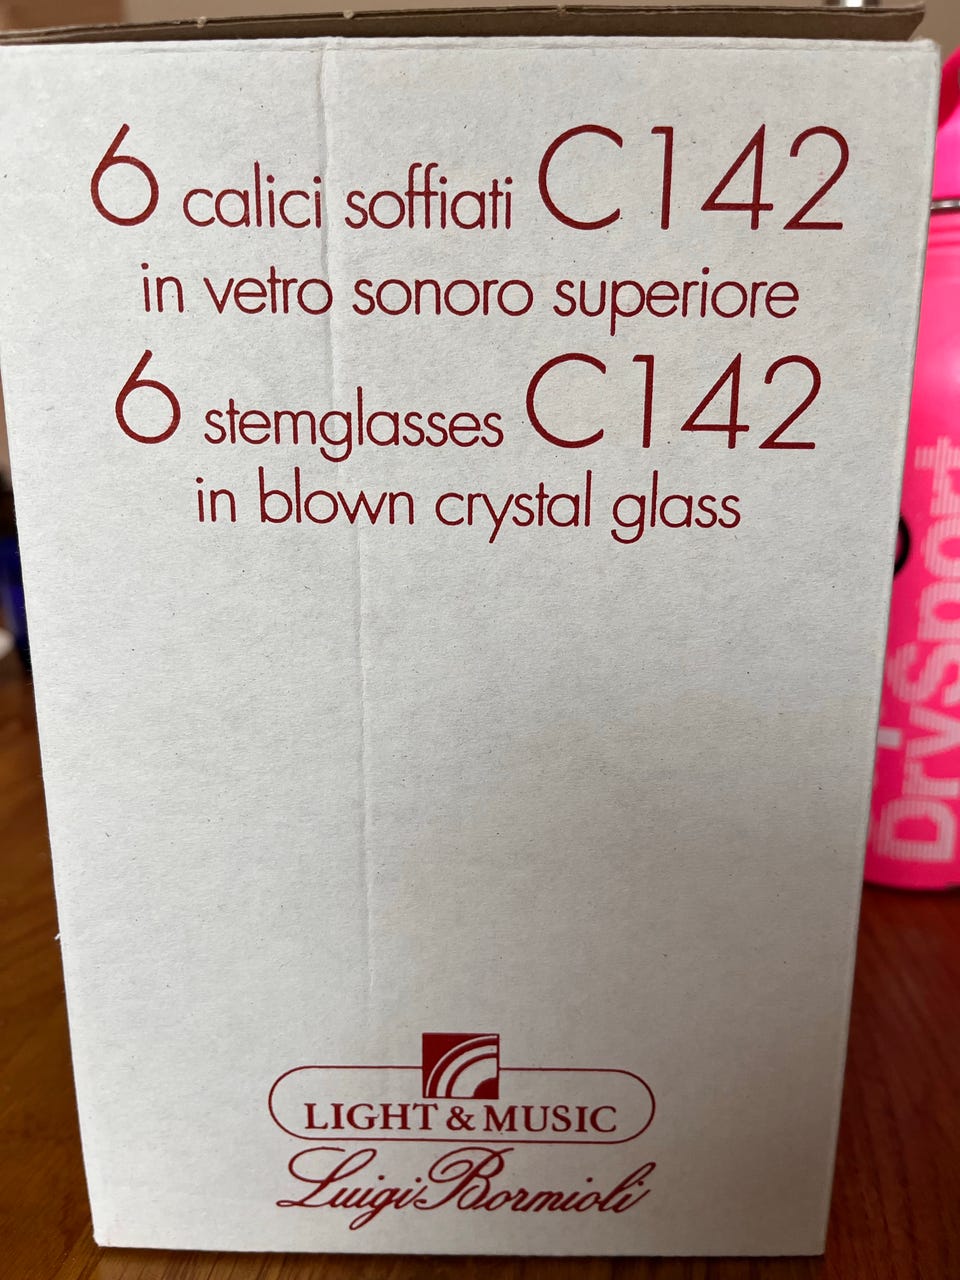 6 calici soffiati C142
in vetro sonoro superiore
6 stemglasses C142
in blown crystal glass
LIGHT & MUSIC
Luigi Bormioli
DrySport